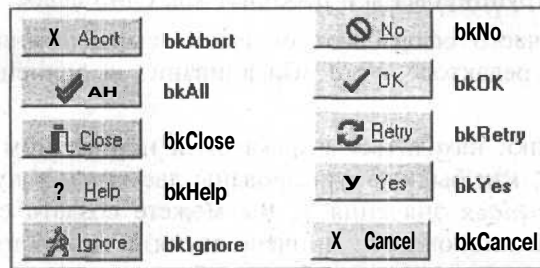 X Abort bkAbort
АН bkAll
Close bkClose
? Help bkHelp
Ignore bkIgnore
No bkNo
OK bkOK
Retry bkRetry
У Yes bkYes
X Cancel bkCancel